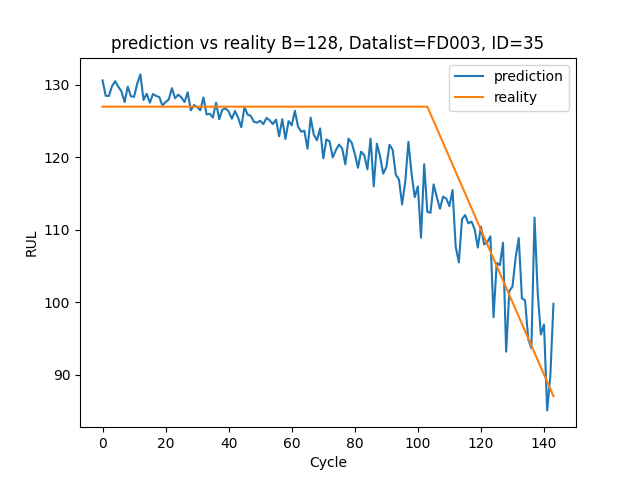 prediction vs reality B=128, Datalist=FD003, ID=35
prediction
reality
RUL
130
120
110
100
90
0 20 40 60 80 100 120 140
Cycle